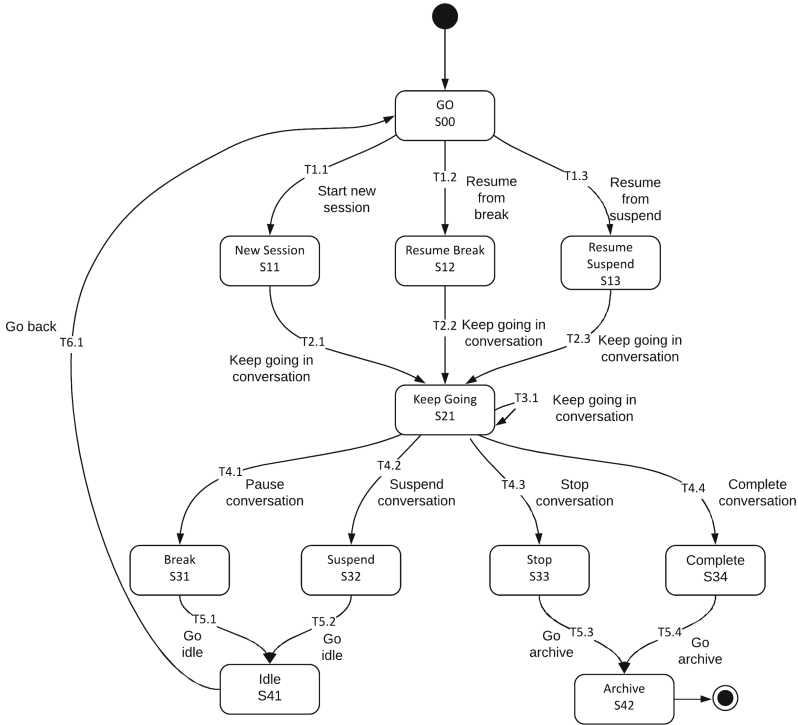 GO
S00
T1.1
Start new
session
T1.2
Resume
from
break
T1.3
Resume
from
suspend
New Session
S11
Resume Break
S12
Resume
Suspend
S13
Go back
T6.1
T2.1
Keep going in
conversation
T2.2
Keep going in
conversation
T2.3
Keep going in
conversation
Keep Going
S21
T3.1
Keep going in
conversation
T4.1
Pause
conversation
T4.2
Suspend
conversation
T4.3
Stop
conversation
T4.4
Complete
conversation
Break
S31
Suspend
S32
Stop
S33
Complete
S34
T5.1
Go
idle
T5.2
Go
idle
T5.3
Go
archive
T5.4
Go
archive
Idle
S41
Archive
S42